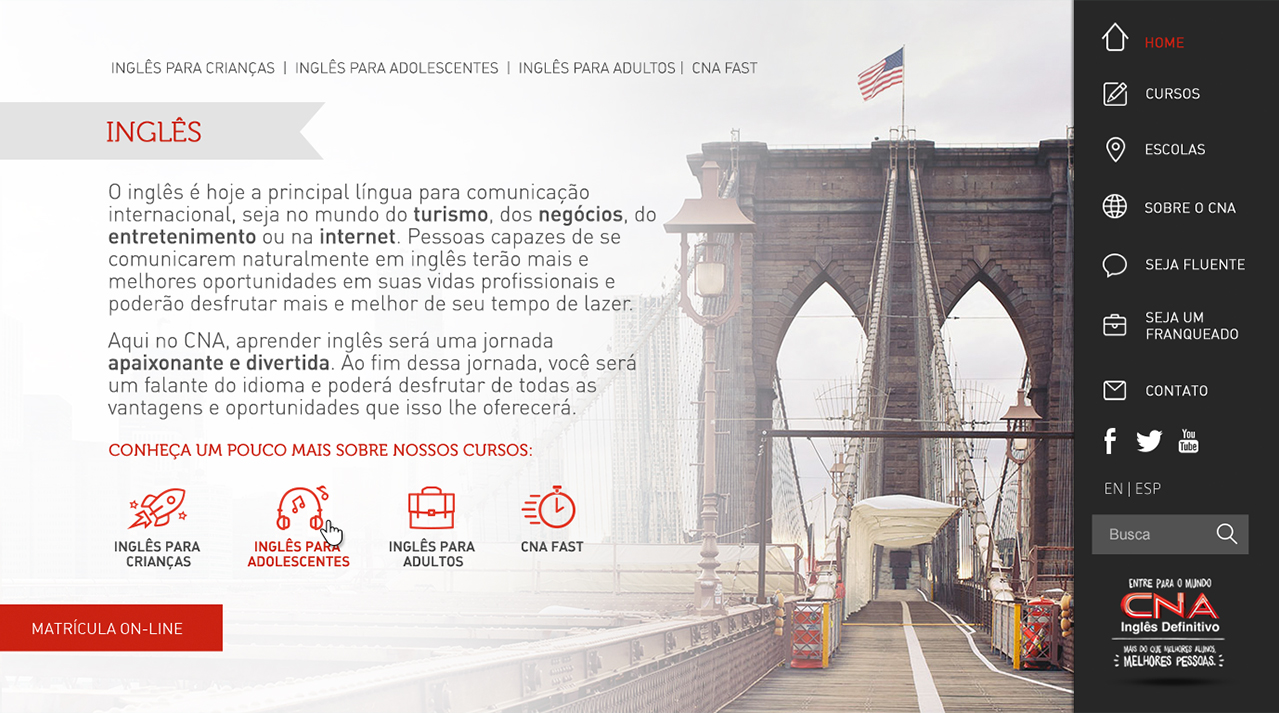 INGLÊS PARA CRIANÇAS | INGLÊS PARA ADOLESCENTES | INGLÊS PARA ADULTOS | CNA FAST
INGLÊS
O inglês é hoje a principal língua para comunicação
internacional, seja no mundo do turismo, dos negócios, do
entretenimento ou na internet. Pessoas capazes de se
comunicarem naturalmente em inglês terão mais e
melhores oportunidades em suas vidas profissionais e
poderão desfrutar mais e melhor de seu tempo de lazer.
Aqui no CNA, aprender inglês será uma jornada
apaixonante e divertida. Ao fim dessa jornada, você será
um falante do idioma e poderá desfrutar de todas as
vantagens e oportunidades que isso lhe oferecerá.
CONHEÇA UM POUCO MAIS SOBRE NOSSOS CURSOS:
INGLÊS PARA
CRIANÇAS
INGLÊS PARA
ADOLESCENTES
INGLÊS PARA
ADULTOS
CNA FAST
MATRÍCULA ON-LINE
HOME
CURSOS
ESCOLAS
SOBRE O CNA
SEJA FLUENTE
SEJA UM
FRANQUEADO
CONTATO
You
Tube
EN | ESP
Busca
ENTRE PARA O MUNDO
CNA
Inglês Definitivo
MAIS DO QUE MELHORES ALUNOS,
MELHORES PESSOAS.